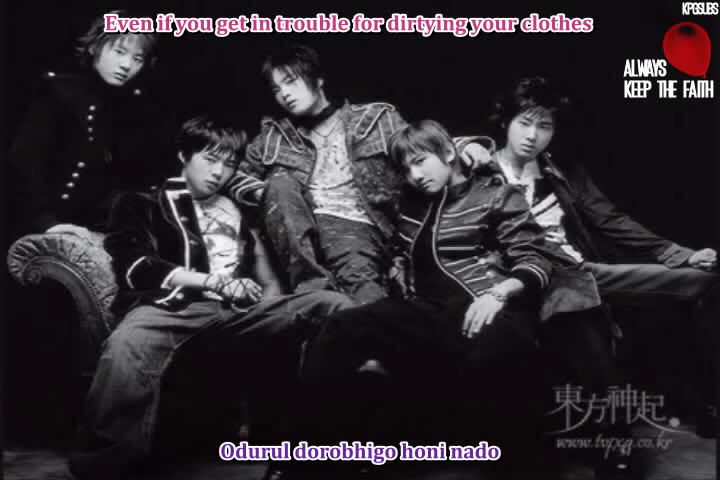 Even if you get in trouble for dirtying your clothes
KPGSUBS
ALWAYS
KEEP THE FAITH
東方神起.
www.tvxq.co.kr
Odurul dorobhigo honi nado